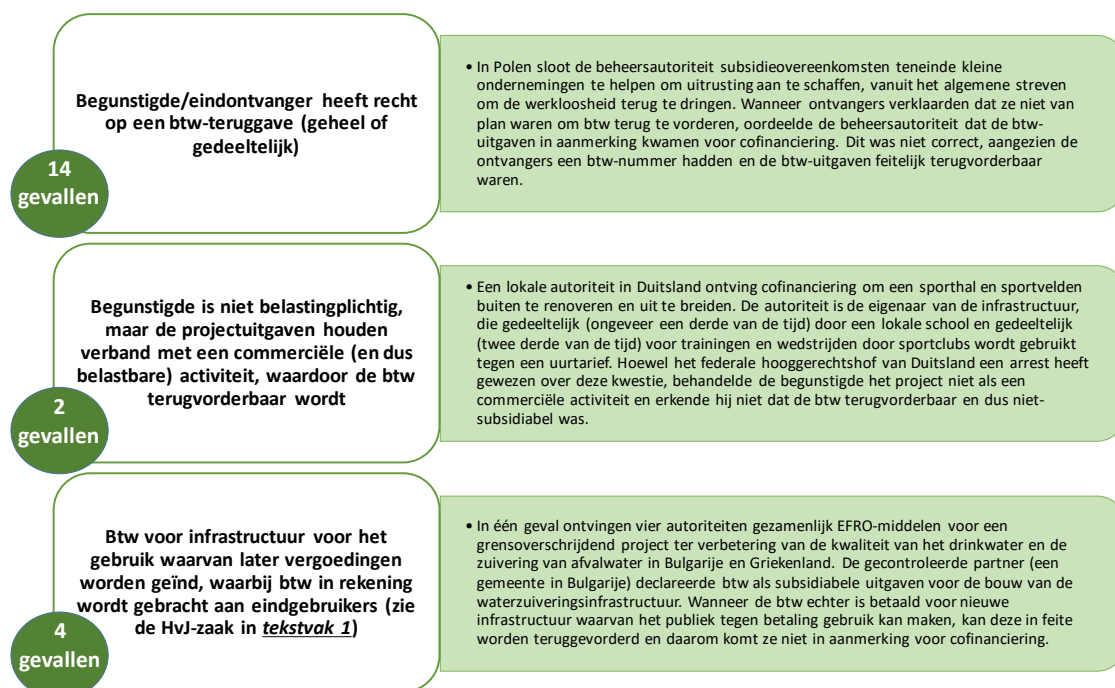 Begunstigde/eindontvanger heeft recht
op een btw-teruggave (geheel of
gedeeltelijk)
14
gevallen
• In Polen sloot de beheersautoriteit subsidieovereenkomsten teneinde kleine
ondernemingen te helpen om uitrusting aan te schaffen, vanuit het algemene streven
om de werkloosheid terug te dringen. Wanneer ontvangers verklaarden dat ze niet van
plan waren om btw terug te vorderen, oordeelde de beheersautoriteit dat de btw-
uitgaven in aanmerking kwamen voor cofinanciering. Dit was niet correct, aangezien de
ontvangers een btw-nummer hadden en de btw-uitgaven feitelijk terugvorderbaar
waren.
Begunstigde is niet belastingplichtig,
maar de projectuitgaven houden
verband met een commerciële (en dus
belastbare) activiteit, waardoor de btw
terugvorderbaar wordt
2
gevallen
• Een lokale autoriteit in Duitsland ontving cofinanciering om een sporthal en sportvelden
buiten te renoveren en uit te breiden. De autoriteit is de eigenaar van de infrastructuur,
die gedeeltelijk (ongeveer een derde van de tijd) door een lokale school en gedeeltelijk
(twee derde van de tijd) voor trainingen en wedstrijden door sportclubs wordt gebruikt
tegen een uurtarief. Hoewel het federale hooggerechtshof van Duitsland een arrest heeft
gewezen over deze kwestie, behandelde de begunstigde het project niet als een
commerciële activiteit en erkende hij niet dat de btw terugvorderbaar en dus niet-
subsidiabel was.
Btw voor infrastructuur voor het
gebruik waarvan later vergoedingen
worden geïnd, waarbij btw in rekening
wordt gebracht aan eindgebruikers (zie
de HvJ-zaak in tekstvak 1)
4
gevallen
• In één geval ontvingen vier autoriteiten gezamenlijk EFRO-middelen voor een
grensoverschrijdend project ter verbetering van de kwaliteit van het drinkwater en de
zuivering van afvalwater in Bulgarije en Griekenland. De gecontroleerde partner (een
gemeente in Bulgarije) declareerde btw als subsidiabele uitgaven voor de bouw van de
waterzuiveringsinfrastructuur. Wanneer de btw echter is betaald voor nieuwe
infrastructuur waarvan het publiek tegen betaling gebruik kan maken, kan deze in feite
worden teruggevorderd en daarom komt ze niet in aanmerking voor cofinanciering.